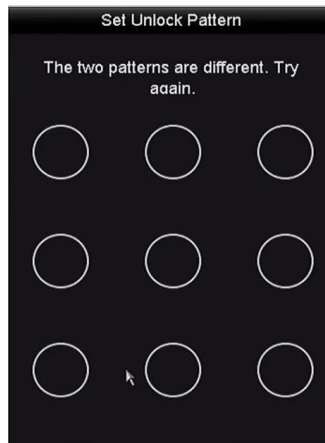 Set Unlock Pattern
The two patterns are different. Try
again.